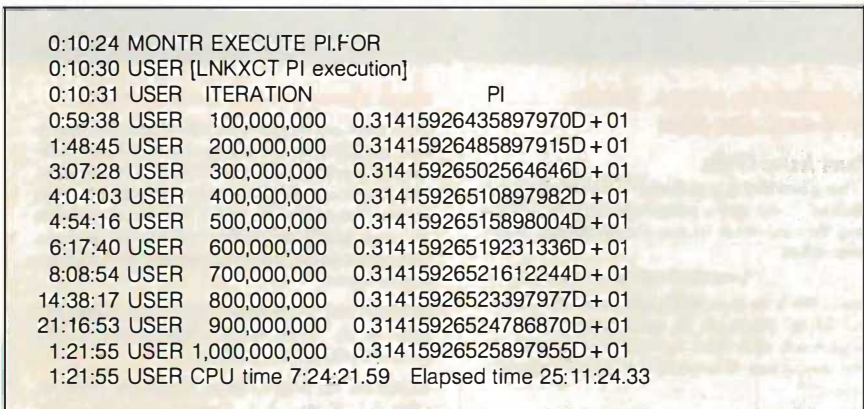 0:10:24 MONTR EXECUTE PI.FOR
0:10:30 USER [LNKXCT PI execution]
0:10:31 USER ITERATION PI
0:59:38 USER 100,000,000 0.31415926435897970D + 01
1:48:45 USER 200,000,000 0.31415926485897915D + 01
3:07:28 USER 300,000,000 0.31415926502564646D + 01
4:04:03 USER 400,000,000 0.31415926510897982D + 01
4:54:16 USER 500,000,000 0.31415926515898004D + 01
6:17:40 USER 600,000,000 0.31415926519231336D + 01
8:08:54 USER 700,000,000 0.31415926521612244D + 01
14:38:17 USER 800,000,000 0.31415926523397977D + 01
21:16:53 USER 900,000,000 0.31415926524786870D + 01
1:21:55 USER 1,000,000,000 0.31415926525897955D + 01
1:21:55 USER CPU time 7:24:21.59 Elapsed time 25:11:24.33